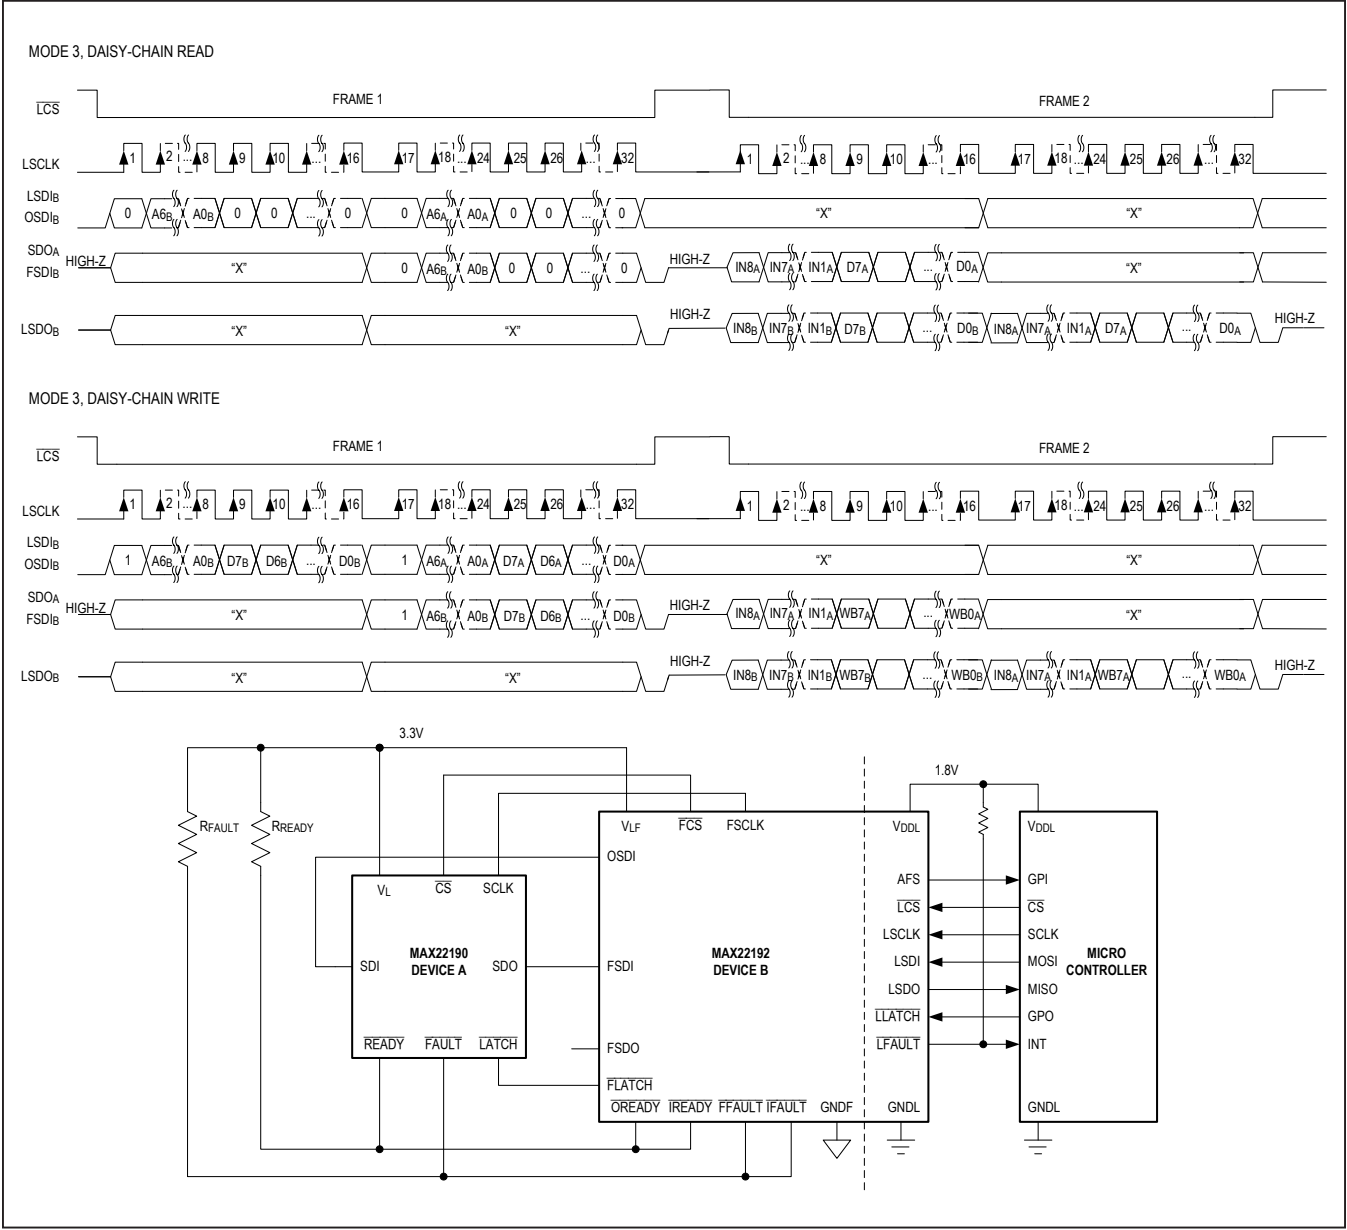 MODE 3, DAISY-CHAIN READ
LCS FRAME 1 FRAME 2
LSCLK 1 2 ... 8 9 10 ... 16 17 18 ... 24 25 26 ... 32 1 2 ... 8 9 10 ... 16 17 18 ... 24 25 26 ... 32
LSDIB
OSDIB 0 A6B A0B 0 0 ... 0 0 A6A A0A 0 0 ... 0 "X" "X"
SDOA
FSDIB HIGH-Z "X" 0 A6B A0B 0 0 ... 0 HIGH-Z IN8A IN7A IN1A D7A ... D0A "X"
LSDOB "X" "X" HIGH-Z IN8B IN7B IN1B D7B ... D0B IN8A IN7A IN1A D7A ... D0A HIGH-Z
MODE 3, DAISY-CHAIN WRITE
LCS FRAME 1 FRAME 2
LSCLK 1 2 ... 8 9 10 ... 16 17 18 ... 24 25 26 ... 32 1 2 ... 8 9 10 ... 16 17 18 ... 24 25 26 ... 32
LSDIB
OSDIB 1 A6B A0B D7B D6B ... D0B 1 A6A A0A D7A D6A ... D0A "X" "X"
SDOA
FSDIB HIGH-Z "X" 1 A6B A0B D7B D6B ... D0B HIGH-Z IN8A IN7A IN1A WB7A ... WB0A "X"
LSDOB "X" "X" HIGH-Z IN8B IN7B IN1B WB7B ... WB0B IN8A IN7A IN1A WB7A ... WB0A HIGH-Z
3.3V
1.8V
RFAULT RREADY
VLF FCS FSCLK VDDL VDDL
OSDI
VL CS SCLK
AFS GPI
LCS CS
LSCLK SCLK
MAX22190
DEVICE A
SDI SDO FSDI
MAX22192
DEVICE B
LSDI MOSI
MICRO
CONTROLLER
LSDO MISO
LLATCH GPO
READY FAULT LATCH FSDO LFAULT INT
FLATCH
OREADY IREADY FFAULT IFAULT GNDF GNDL GNDL